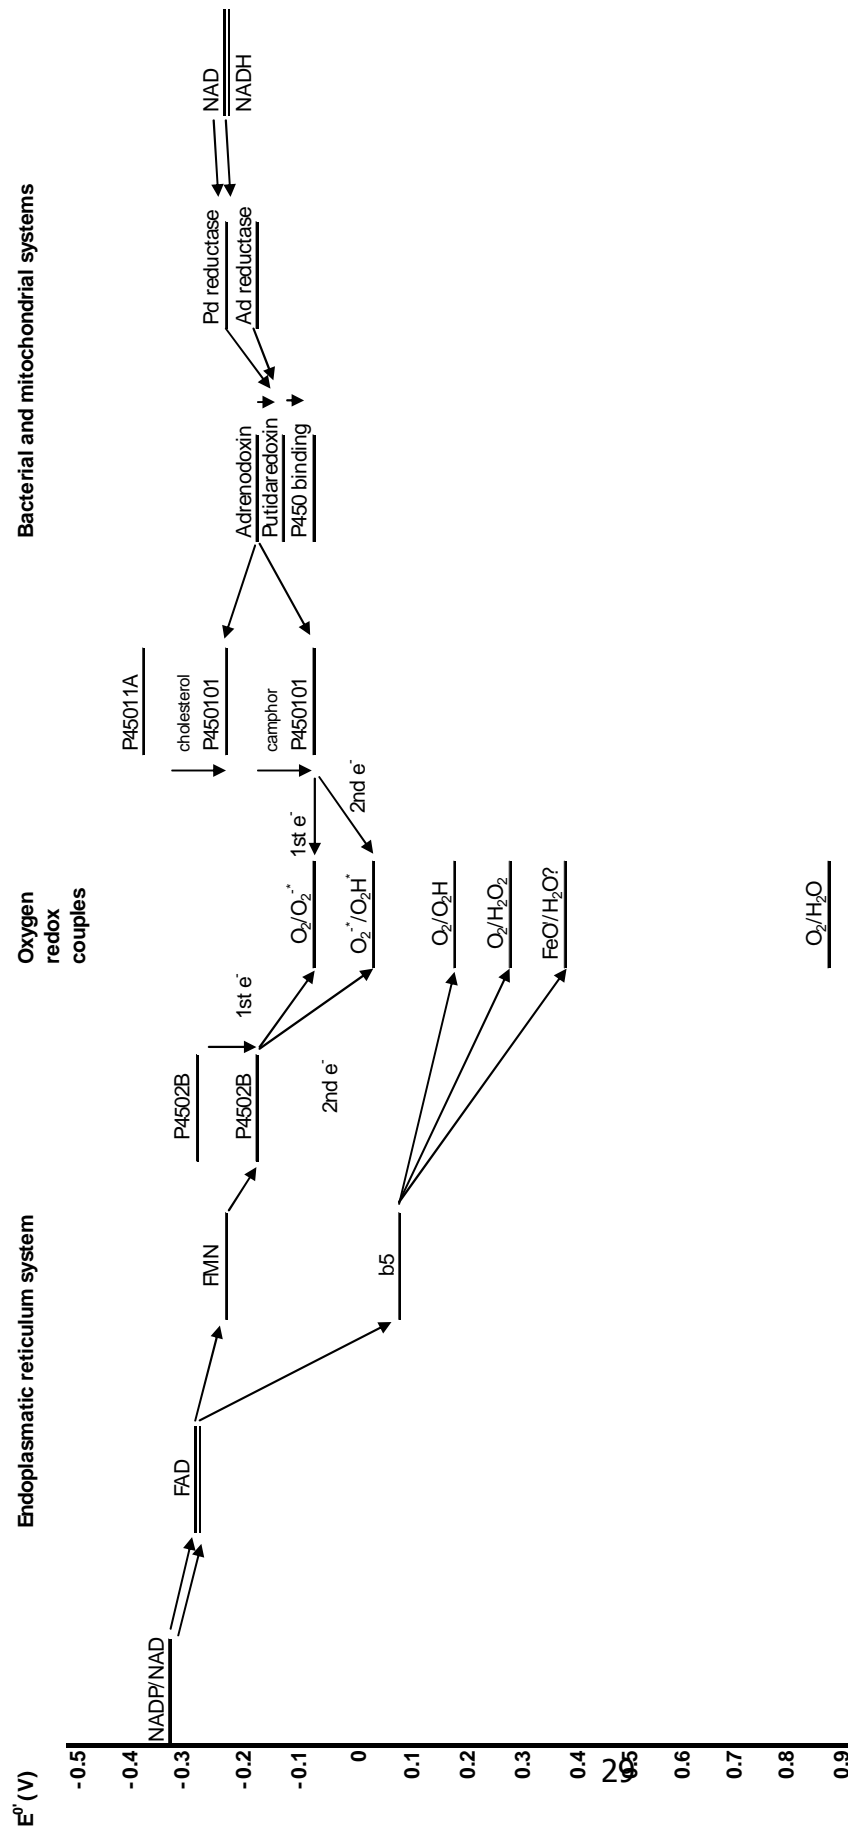 E⁰' (V)
Endoplasmatic reticulum system
Oxygen
redox
couples
Bacterial and mitochondrial systems
- 0.5
- 0.4
- 0.3
- 0.2
- 0.1
0
0.1
0.2
0.3
0.4
0.5
0.6
0.7
0.8
0.9
NADP/NAD
FAD
FMN
b5
P4502B
P4502B
1st e⁻
2nd e⁻
O₂/O₂⁻*
O₂⁻*/O₂H*
O₂/O₂H
O₂/H₂O₂
FeO'/H₂O?
O₂/H₂O
1st e⁻
2nd e⁻
P45011A
cholesterol
P450101
camphor
P450101
Adrenodoxin
Putidaredoxin
P450 binding
Pd reductase
Ad reductase
NAD
NADH
29